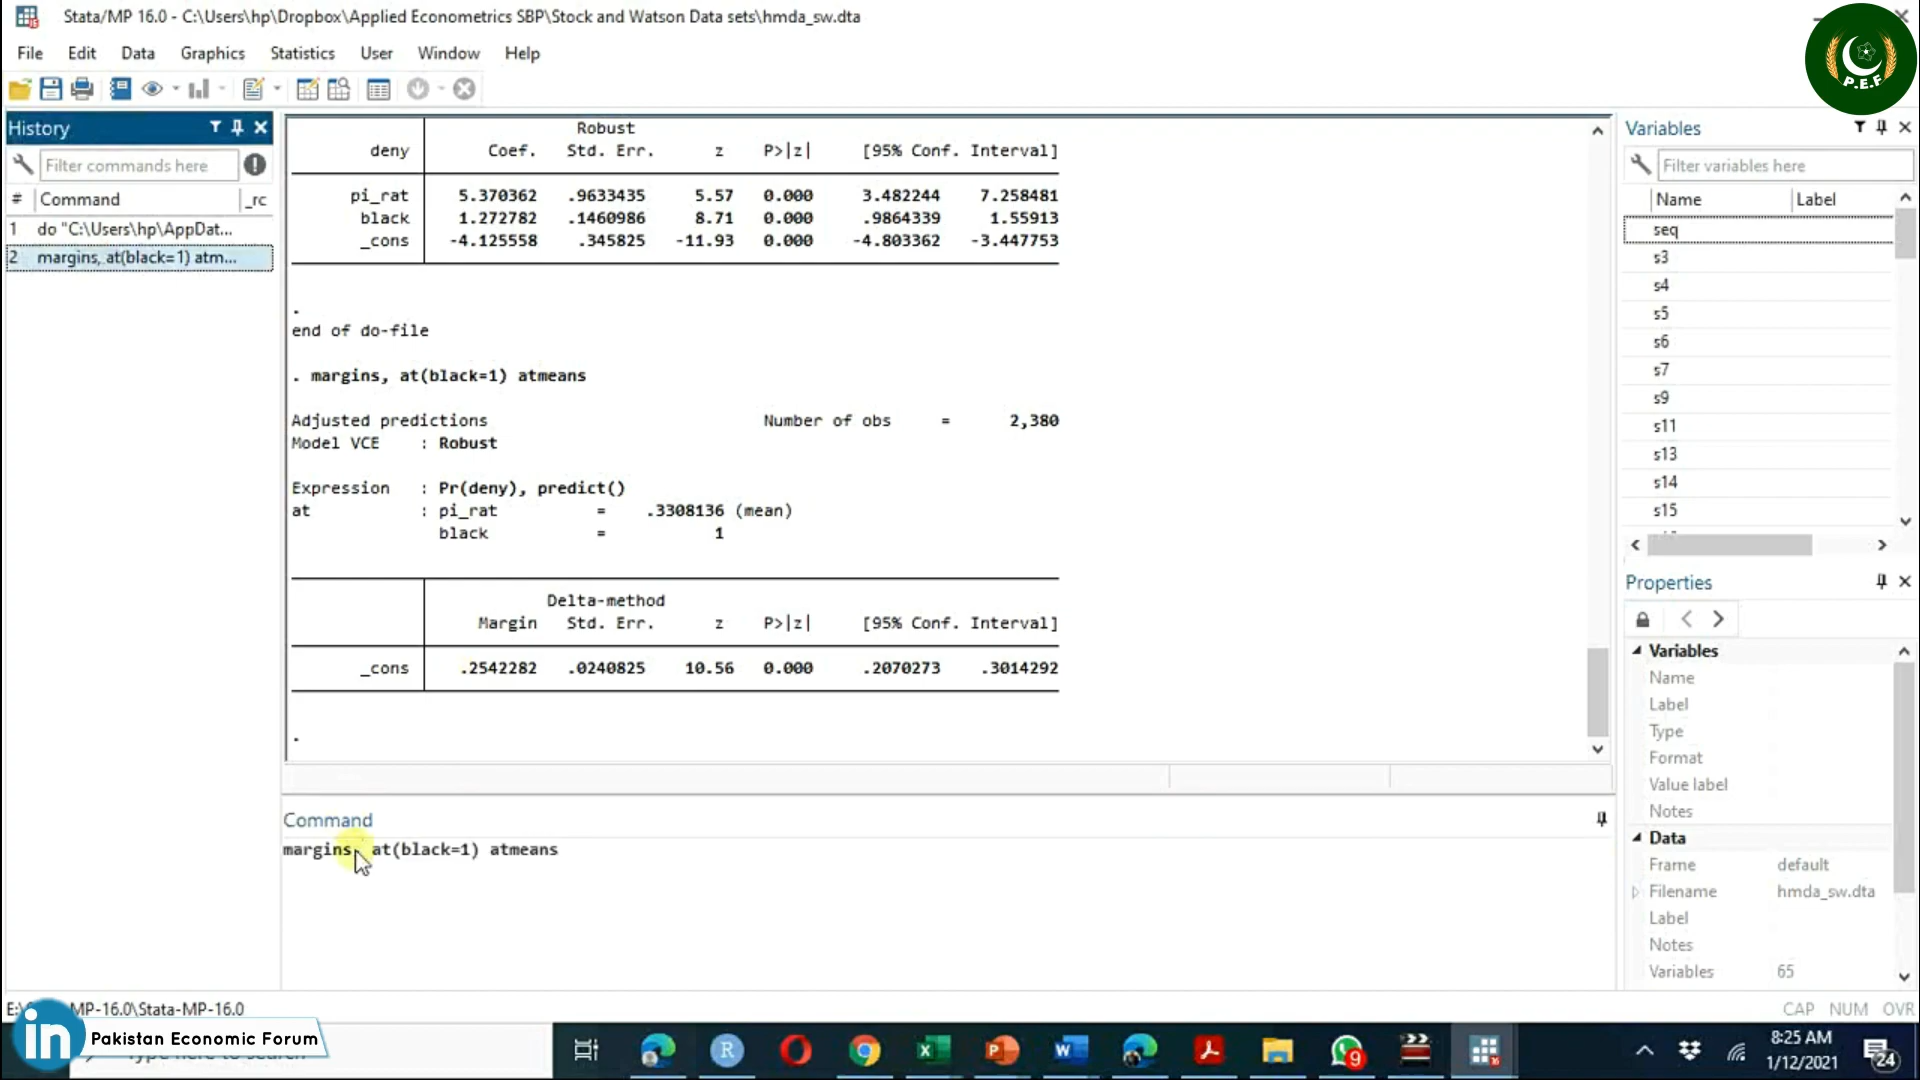 Stata/MP 16.0 - C:\Users\hp\Dropbox\Applied Econometrics SBP\Stock and Watson Data sets\hmda_sw.dta
File Edit Data Graphics Statistics User Window Help
P.E.F
History
Filter commands here
# Command _rc
1 do "C:\Users\hp\AppDat...
2 margins, at(black=1) atm...
Robust
deny Coef. Std. Err. z P>|z| [95% Conf. Interval]
pi_rat 5.370362 .9633435 5.57 0.000 3.482244 7.258481
black 1.272782 .1460986 8.71 0.000 .9864339 1.55913
_cons -4.125558 .345825 -11.93 0.000 -4.803362 -3.447753
.
end of do-file
. margins, at(black=1) atmeans
Adjusted predictions Number of obs = 2,380
Model VCE : Robust
Expression : Pr(deny), predict()
at : pi_rat = .3308136 (mean)
black = 1
Delta-method
Margin Std. Err. z P>|z| [95% Conf. Interval]
_cons .2542282 .0240825 10.56 0.000 .2070273 .3014292
.
Command
margins, at(black=1) atmeans
Variables
Filter variables here
Name Label
seq
s3
s4
s5
s6
s7
s9
s11
s13
s14
s15
Properties
Variables
Name
Label
Type
Format
Value label
Notes
Data
Frame default
Filename hmda_sw.dta
Label
Notes
Variables 65
E:\ MP-16.0\Stata-MP-16.0
CAP NUM OVR
in Pakistan Economic Forum
8:25 AM
1/12/2021
9
24